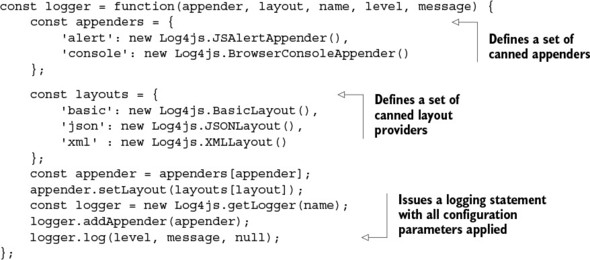 const logger = function(appender, layout, name, level, message) {
const appenders = {
'alert': new Log4js.JSAlertAppender(),
'console': new Log4js.BrowserConsoleAppender()
};
Defines a set of
canned appenders
const layouts = {
'basic': new Log4js.BasicLayout(),
'json': new Log4js.JSONLayout(),
'xml' : new Log4js.XMLLayout()
};
Defines a set of
canned layout
providers
const appender = appenders[appender];
appender.setLayout(layouts[layout]);
const logger = new Log4js.getLogger(name);
logger.addAppender(appender);
logger.log(level, message, null);
};
Issues a logging statement
with all configuration
parameters applied